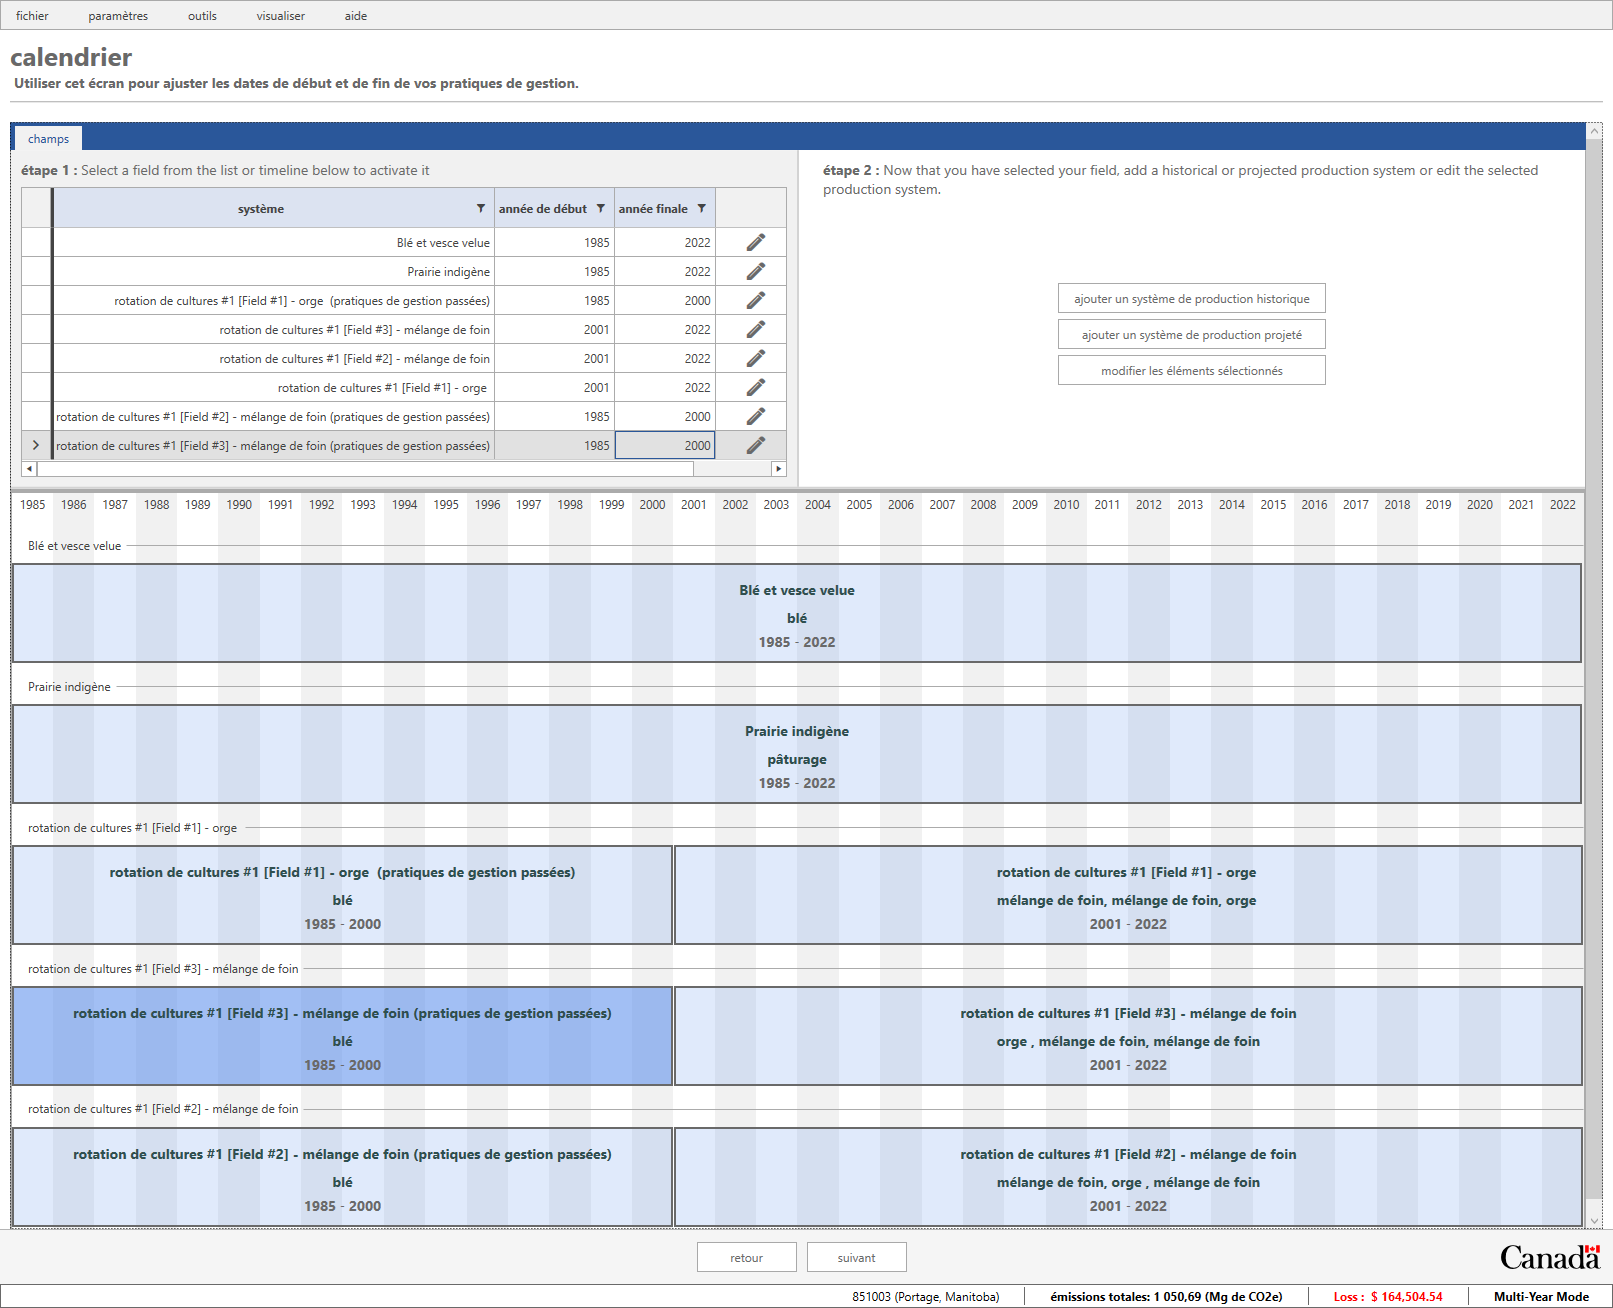 fichier paramètres outils visualiser aide
calendrier
Utiliser cet écran pour ajuster les dates de début et de fin de vos pratiques de gestion.
champs
étape 1 : Select a field from the list or timeline below to activate it
système année de début année finale
Blé et vesce velue 1985 2022
Prairie indigène 1985 2022
rotation de cultures #1 [Field #1] - orge (pratiques de gestion passées) 1985 2000
rotation de cultures #1 [Field #3] - mélange de foin 2001 2022
rotation de cultures #1 [Field #2] - mélange de foin 2001 2022
rotation de cultures #1 [Field #1] - orge 2001 2022
rotation de cultures #1 [Field #2] - mélange de foin (pratiques de gestion passées) 1985 2000
rotation de cultures #1 [Field #3] - mélange de foin (pratiques de gestion passées) 1985 2000
étape 2 : Now that you have selected your field, add a historical or projected production system or edit the selected
production system.
ajouter un système de production historique
ajouter un système de production projeté
modifier les éléments sélectionnés
1985 1986 1987 1988 1989 1990 1991 1992 1993 1994 1995 1996 1997 1998 1999 2000 2001 2002 2003 2004 2005 2006 2007 2008 2009 2010 2011 2012 2013 2014 2015 2016 2017 2018 2019 2020 2021 2022
Blé et vesce velue
Blé et vesce velue
blé
1985 - 2022
Prairie indigène
Prairie indigène
pâturage
1985 - 2022
rotation de cultures #1 [Field #1] - orge
rotation de cultures #1 [Field #1] - orge (pratiques de gestion passées)
blé
1985 - 2000
rotation de cultures #1 [Field #1] - orge
mélange de foin, mélange de foin, orge
2001 - 2022
rotation de cultures #1 [Field #3] - mélange de foin
rotation de cultures #1 [Field #3] - mélange de foin (pratiques de gestion passées)
blé
1985 - 2000
rotation de cultures #1 [Field #3] - mélange de foin
orge , mélange de foin, mélange de foin
2001 - 2022
rotation de cultures #1 [Field #2] - mélange de foin
rotation de cultures #1 [Field #2] - mélange de foin (pratiques de gestion passées)
blé
1985 - 2000
rotation de cultures #1 [Field #2] - mélange de foin
mélange de foin, orge , mélange de foin
2001 - 2022
retour suivant
Canada
851003 (Portage, Manitoba) émissions totales: 1 050,69 (Mg de CO2e) Loss : $ 164,504.54 Multi-Year Mode